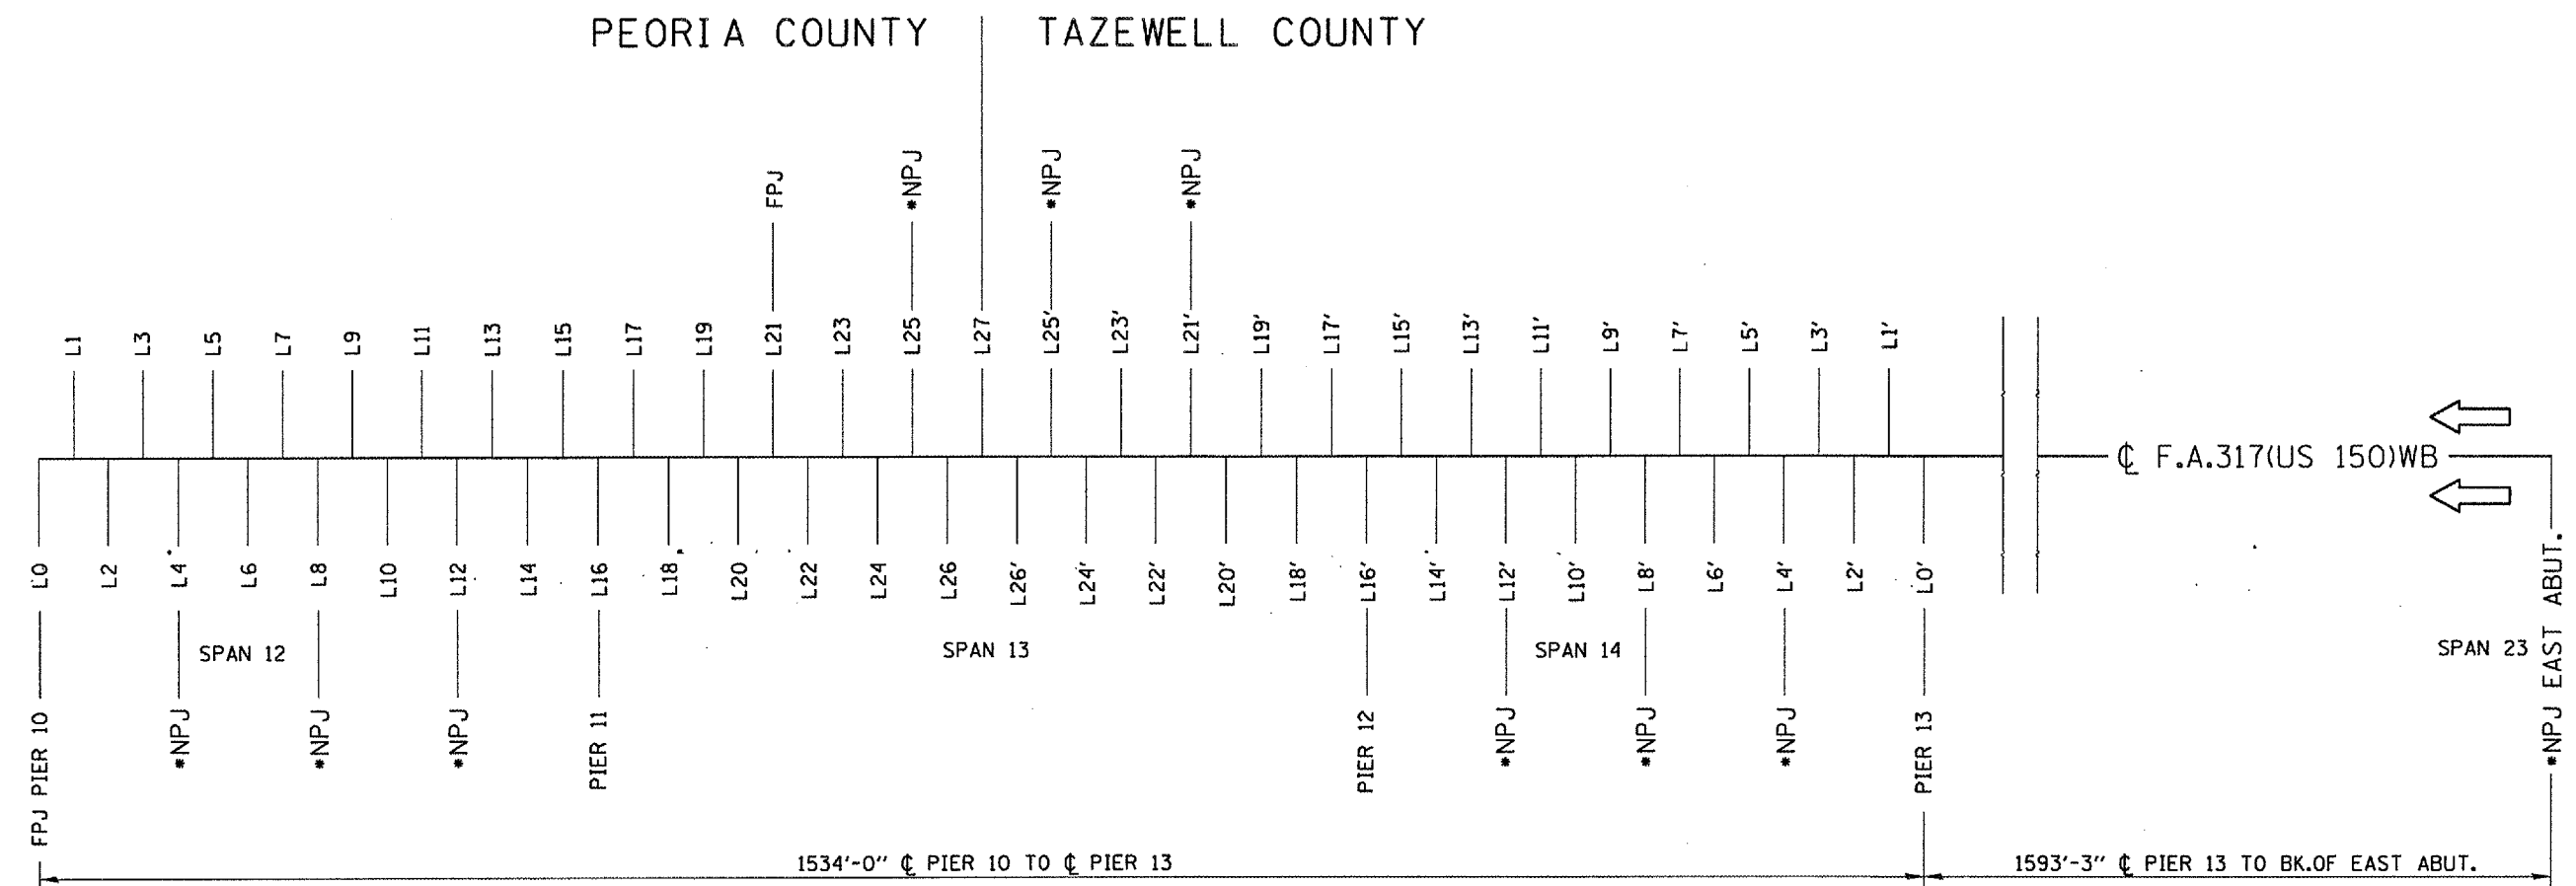 PEORIA COUNTY
TAZEWELL COUNTY
FPJ
*NPJ
*NPJ
*NPJ
L1
L3
L5
L7
L9
L11
L13
L15
L17
L19
L21
L23
L25
L27
L25'
L23'
L21'
L19'
L17'
L15'
L13'
L11'
L9'
L7'
L5'
L3'
L1'
℄ F.A.317(US 150)WB
L0
L2
L4
L6
L8
L10
L12
L14
L16
L18
L20
L22
L24
L26
L26'
L24'
L22'
L20'
L18'
L16'
L14'
L12'
L10'
L8'
L6'
L4'
L2'
L0'
SPAN 12
SPAN 13
SPAN 14
SPAN 23
FPJ PIER 10
*NPJ
*NPJ
*NPJ
PIER 11
PIER 12
*NPJ
*NPJ
*NPJ
PIER 13
*NPJ EAST ABUT.
1534'-0" ℄ PIER 10 TO ℄ PIER 13
1593'-3" ℄ PIER 13 TO BK.OF EAST ABUT.